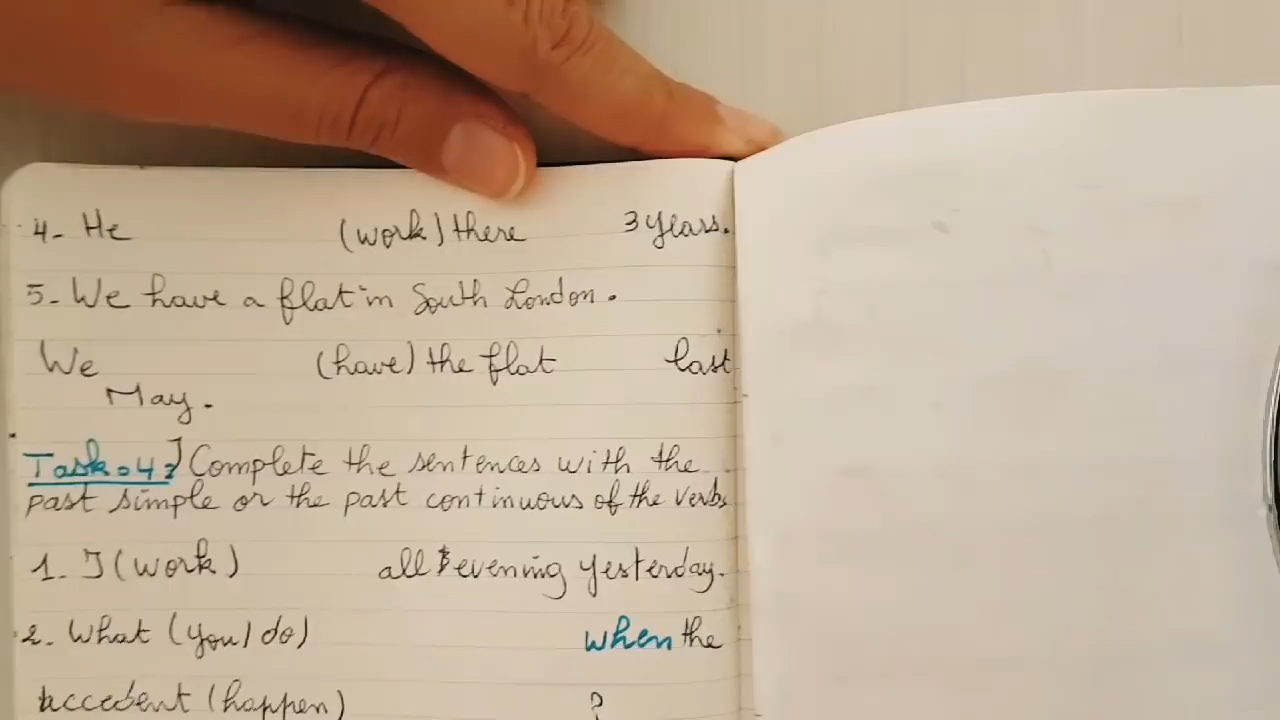 4- He (work) there 3 years.
5- We have a flat in South London.
We (have) the flat last
May.
Task 4: Complete the sentences with the
past simple or the past continuous of the verbs
1. I (work) all evening yesterday.
2. What (you/do) when the
accedent (happen) ?